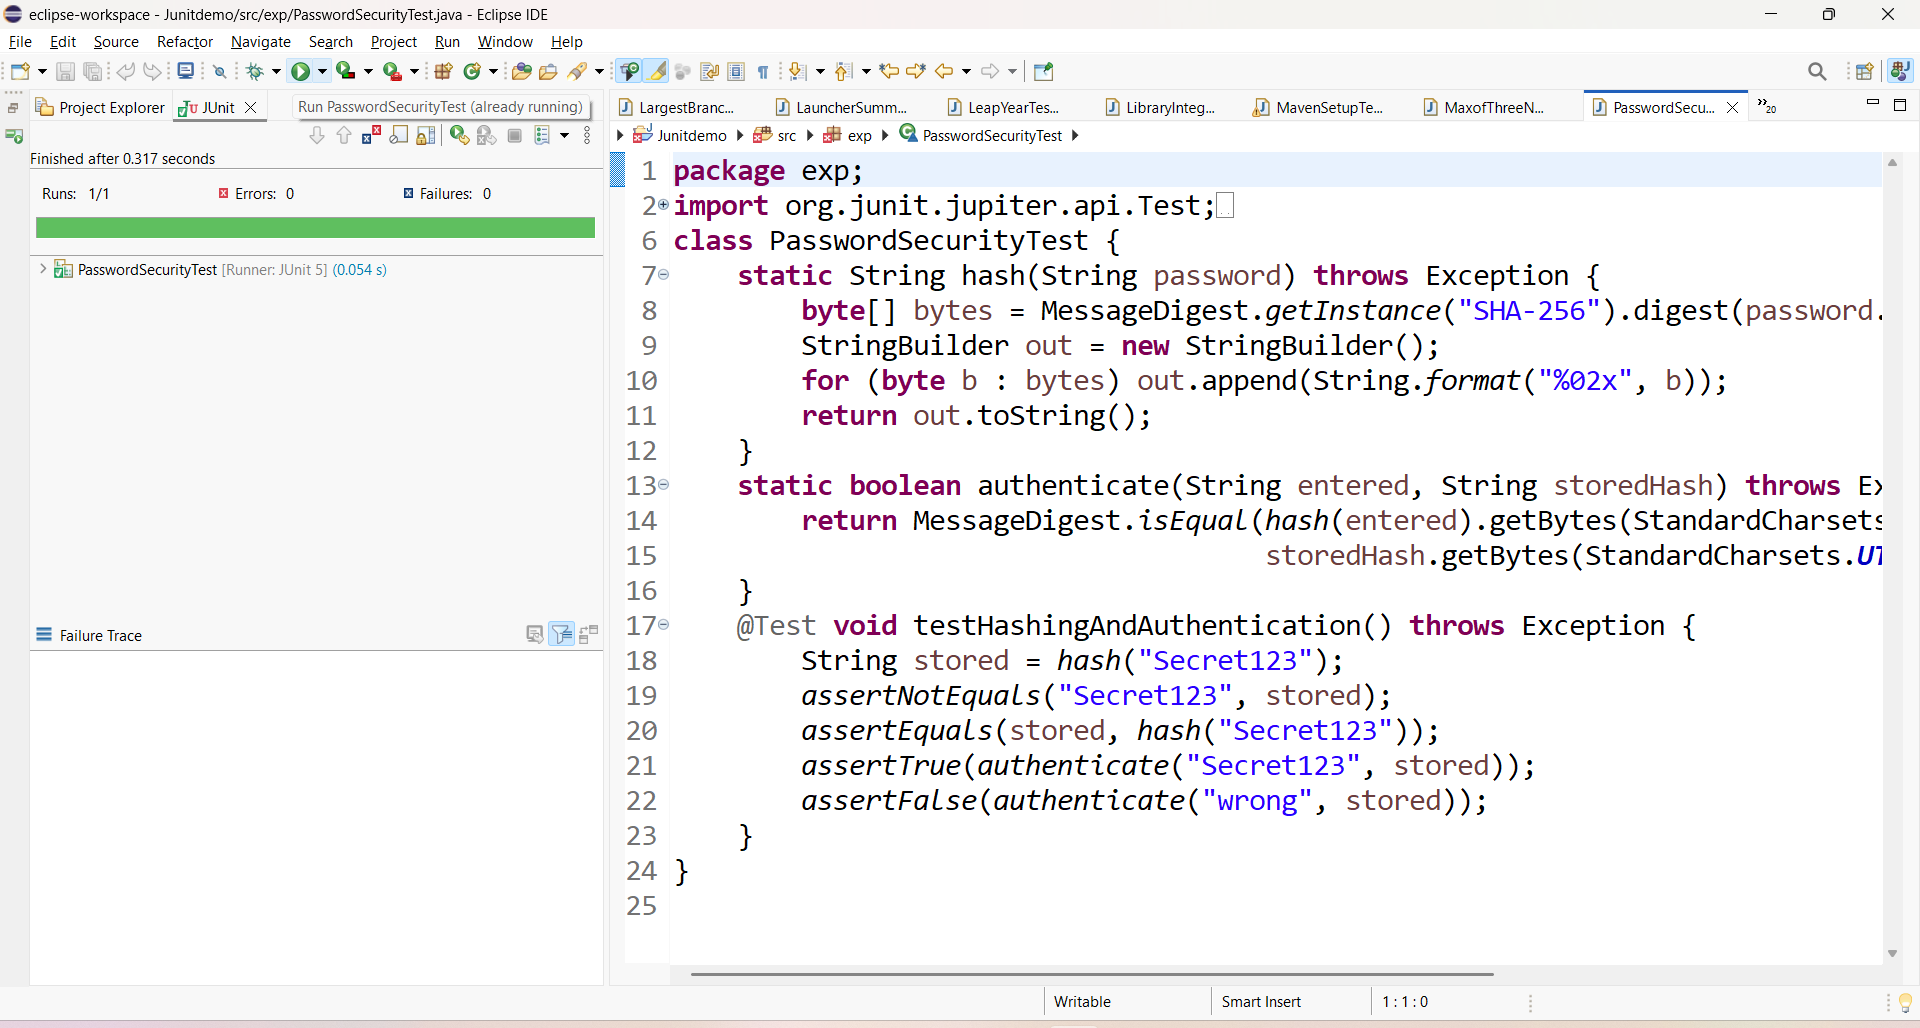 eclipse-workspace - Junitdemo/src/exp/PasswordSecurityTest.java - Eclipse IDE
File Edit Source Refactor Navigate Search Project Run Window Help
Project Explorer JUnit
Run PasswordSecurityTest (already running)
LargestBranc... LauncherSumm... LeapYearTes... LibraryInteg... MavenSetupTe... MaxofThreeN... PasswordSecu... »20
Junitdemo src exp PasswordSecurityTest
Finished after 0.317 seconds
Runs: 1/1 Errors: 0 Failures: 0
PasswordSecurityTest [Runner: JUnit 5] (0.054 s)
Failure Trace
1 package exp;
2 import org.junit.jupiter.api.Test;
6 class PasswordSecurityTest {
7 static String hash(String password) throws Exception {
8 byte[] bytes = MessageDigest.getInstance("SHA-256").digest(password.
9 StringBuilder out = new StringBuilder();
10 for (byte b : bytes) out.append(String.format("%02x", b));
11 return out.toString();
12 }
13 static boolean authenticate(String entered, String storedHash) throws Ex
14 return MessageDigest.isEqual(hash(entered).getBytes(StandardCharsets
15 storedHash.getBytes(StandardCharsets.UT
16 }
17 @Test void testHashingAndAuthentication() throws Exception {
18 String stored = hash("Secret123");
19 assertNotEquals("Secret123", stored);
20 assertEquals(stored, hash("Secret123"));
21 assertTrue(authenticate("Secret123", stored));
22 assertFalse(authenticate("wrong", stored));
23 }
24 }
25
Writable Smart Insert 1 : 1 : 0